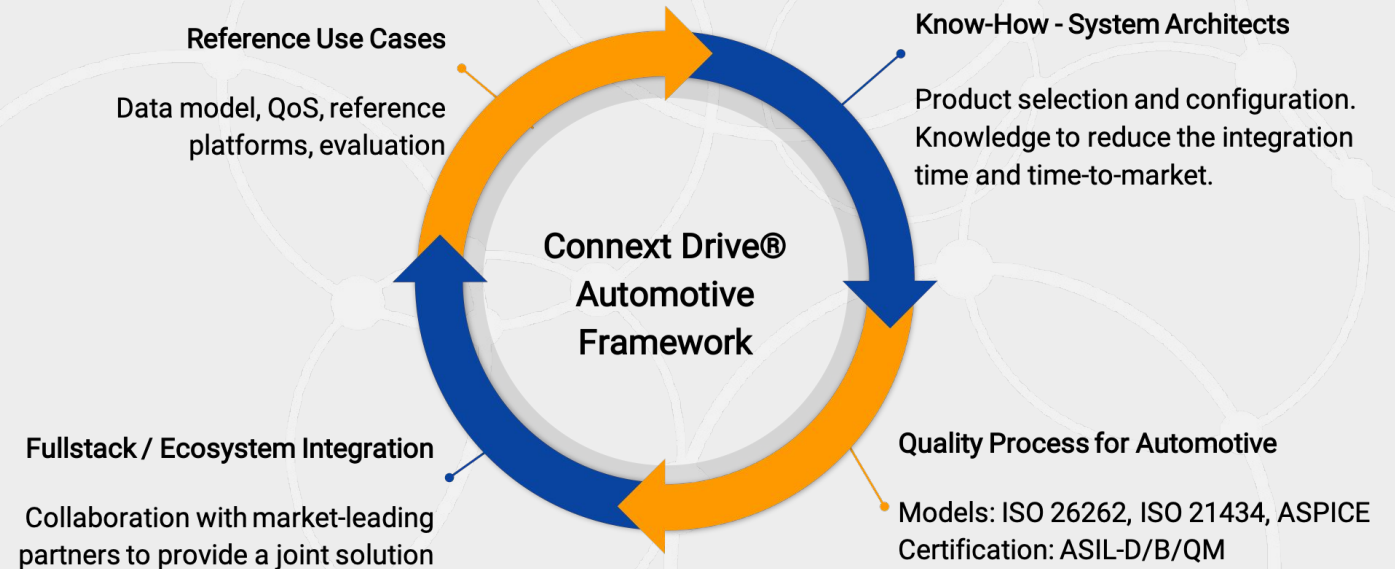 Reference Use Cases
Data model, QoS, reference
platforms, evaluation
Know-How - System Architects
Product selection and configuration.
Knowledge to reduce the integration
time and time-to-market.
Connext Drive®
Automotive
Framework
Fullstack / Ecosystem Integration
Collaboration with market-leading
partners to provide a joint solution
Quality Process for Automotive
Models: ISO 26262, ISO 21434, ASPICE
Certification: ASIL-D/B/QM